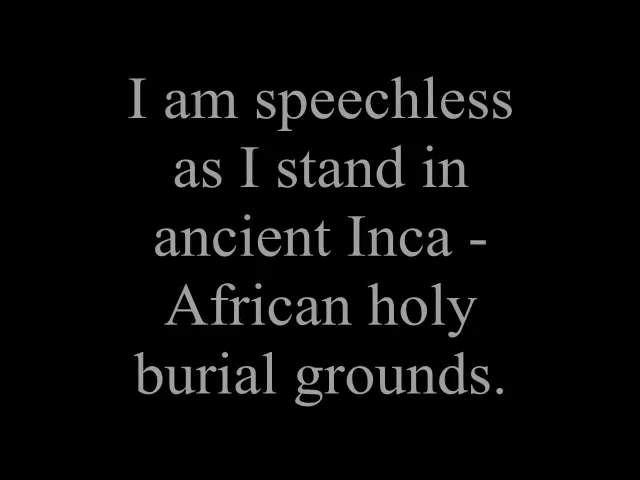 I am speechless
as I stand in
ancient Inca -
African holy
burial grounds.